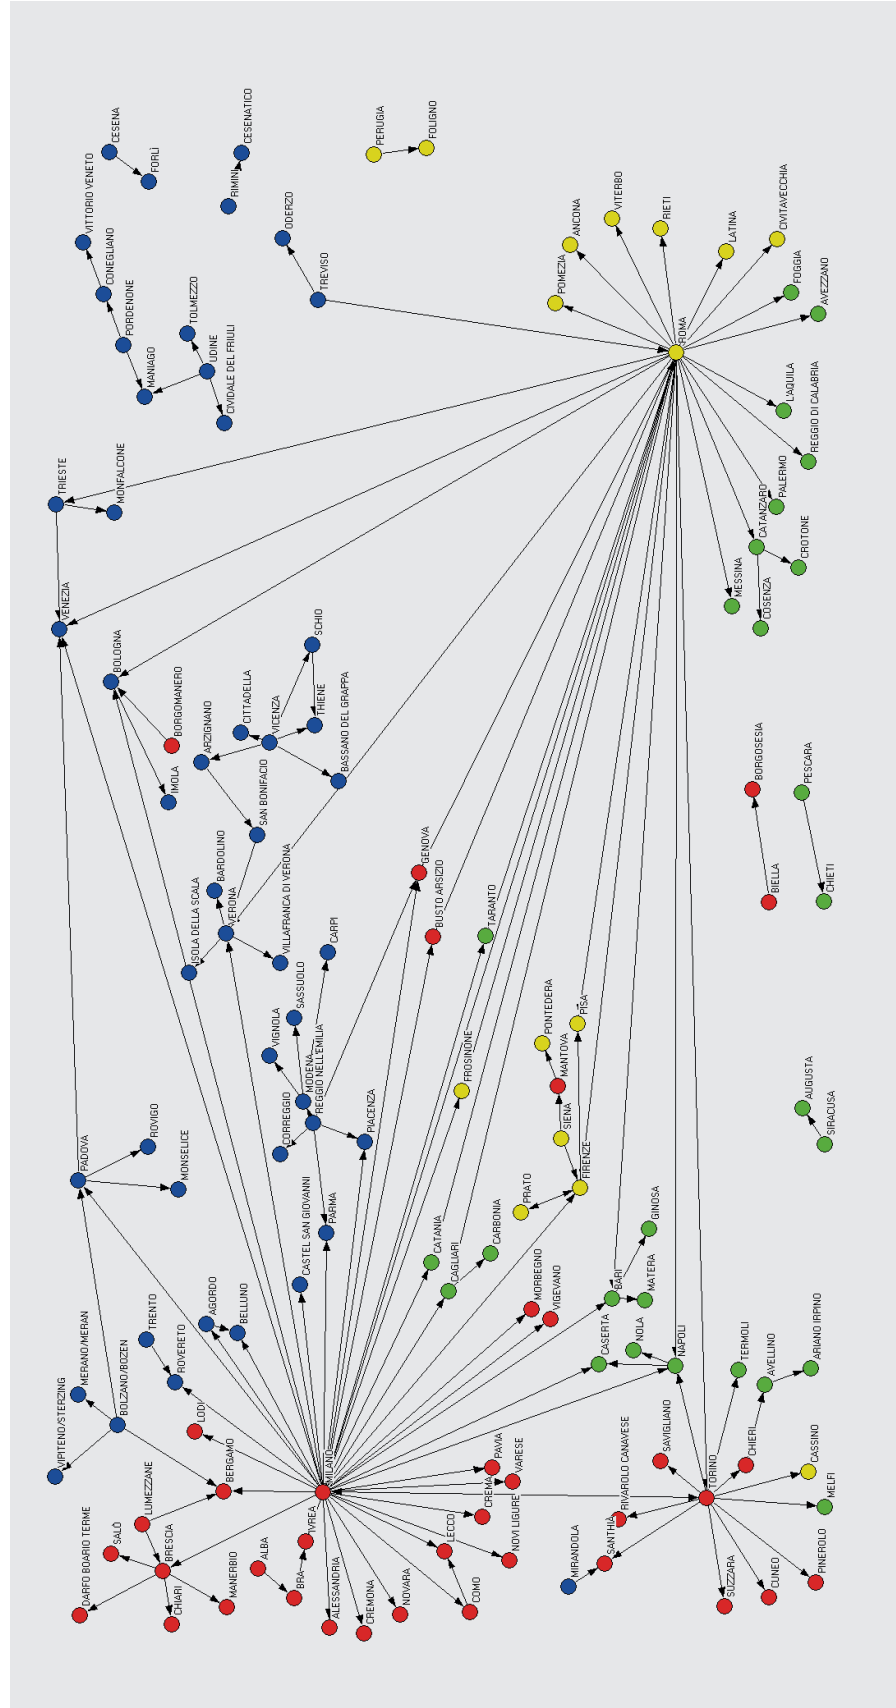 CESENA
FORLÌ
VITTORIO VENETO
CONEGLIANO
PORDENONE
MANIAGO
TOLMEZZO
UDINE
CIVIDALE DEL FRIULI
CESENATICO
RIMINI
PERUGIA
FOLIGNO
ODERZO
TREVISO
POMEZIA
ANCONA
VITERBO
RIETI
LATINA
CIVITAVECCHIA
FOGGIA
AVEZZANO
ROMA
L'AQUILA
REGGIO DI CALABRIA
PALERMO
CATANZARO
CROTONE
MESSINA
COSENZA
TRIESTE
MONFALCONE
VENEZIA
BOLOGNA
BORGOMANERO
IMOLA
ARZIGNANO
CITTADELLA
VICENZA
SCHIO
THIENE
BASSANO DEL GRAPPA
SAN BONIFACIO
BARDOLINO
VERONA
ISOLA DELLA SCALA
VILLAFRANCA DI VERONA
CARPI
SASSUOLO
VIGNOLA
MODENA
REGGIO NELL'EMILIA
CORREGGIO
PIACENZA
PARMA
CASTEL SAN GIOVANNI
GENOVA
BUSTO ARSIZIO
TARANTO
FROSINONE
BORGOSESIA
BIELLA
PESCARA
CHIETI
PONTEDERA
MANTOVA
PISA
SIENA
FIRENZE
PRATO
AUGUSTA
SIRACUSA
PADOVA
ROVIGO
MONSELICE
CATANIA
CAGLIARI
CARBONIA
GINOSA
BARI
MATERA
MORBEGNO
VIGEVANO
CASERTA
NOLA
NAPOLI
AGORDO
BELLUNO
TRENTO
ROVERETO
MERANO/MERAN
BOLZANO/BOZEN
VIPITENO/STERZING
LODI
BERGAMO
LUMEZZANE
BRESCIA
SALÒ
DARFO BOARIO TERME
CHIARI
MANERBIO
MILANO
IVREA
ALBA
BRA
ALESSANDRIA
CREMONA
NOVARA
COMO
LECCO
NOVI LIGURE
CREMA
VARESE
PAVIA
TERMOLI
AVELLINO
ARIANO IRPINO
CHIERI
CASSINO
MELFI
TORINO
SAVIGLIANO
RIVAROLO CANAVESE
SANTHIA
MIRANDOLA
SUZZARA
CUNEO
PINEROLO